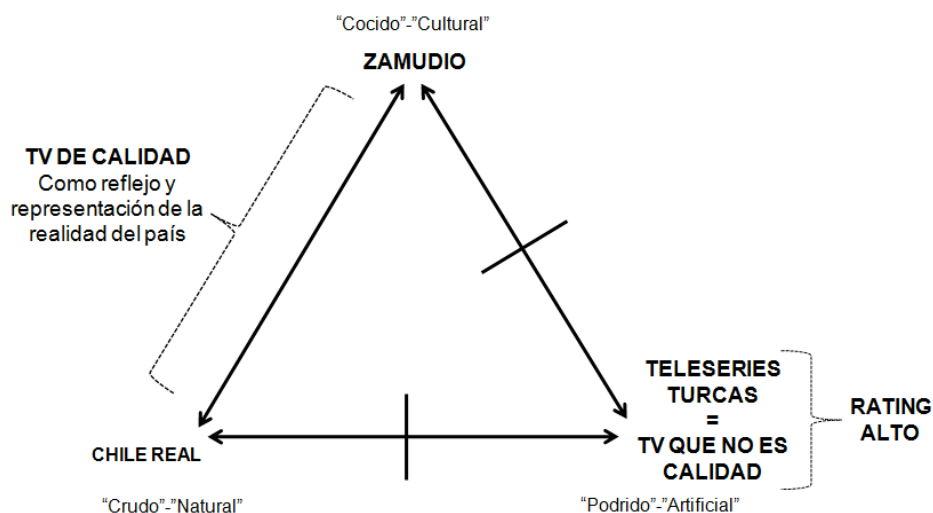 “Cocido”-”Cultural”
ZAMUDIO
TV DE CALIDAD
Como reflejo y
representación de la
realidad del país
TELESERIES
TURCAS
=
TV QUE NO ES
CALIDAD
RATING
ALTO
CHILE REAL
“Crudo”-”Natural”
“Podrido”-”Artificial”